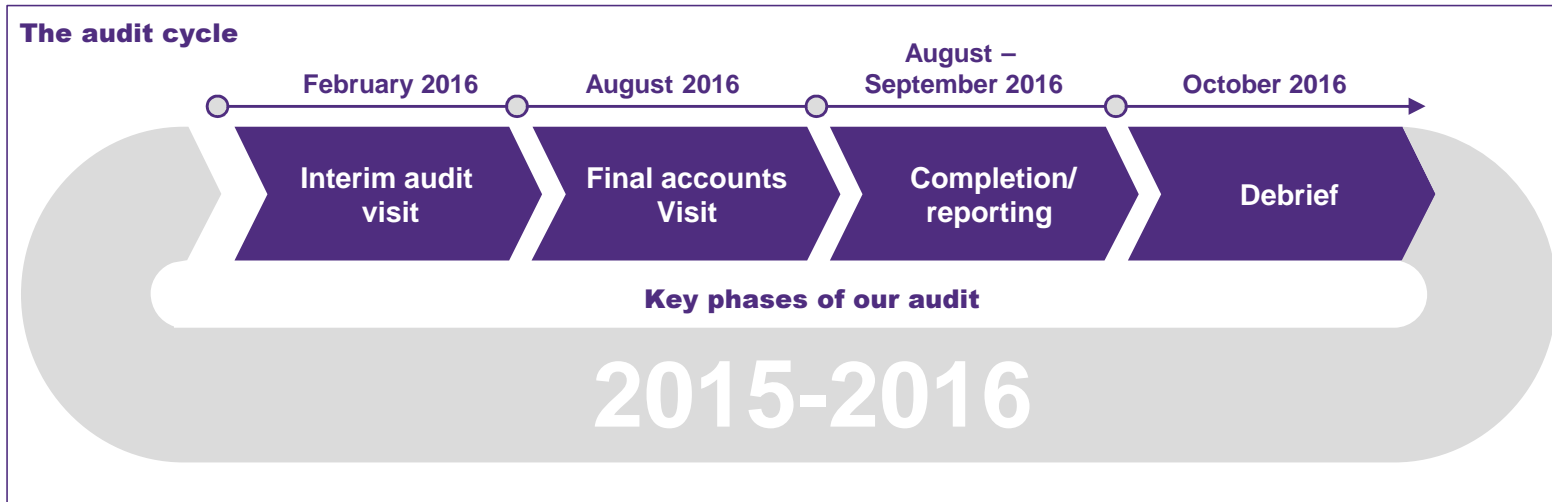 The audit cycle
February 2016
August 2016
August –
September 2016
October 2016
Interim audit
visit
Final accounts
Visit
Completion/
reporting
Debrief
Key phases of our audit
2015-2016